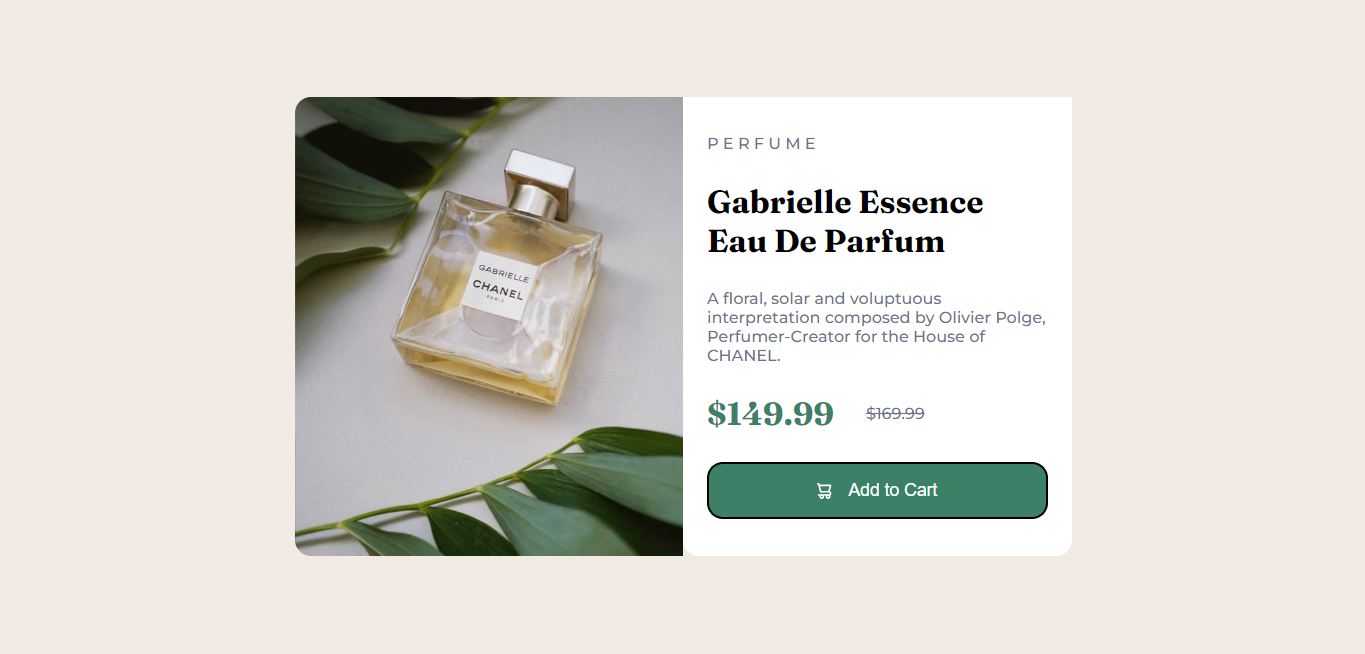 GABRIELLE
CHANEL
PARIS
PERFUME
Gabrielle Essence
Eau De Parfum
A floral, solar and voluptuous
interpretation composed by Olivier Polge,
Perfumer-Creator for the House of
CHANEL.
$149.99 $169.99
Add to Cart